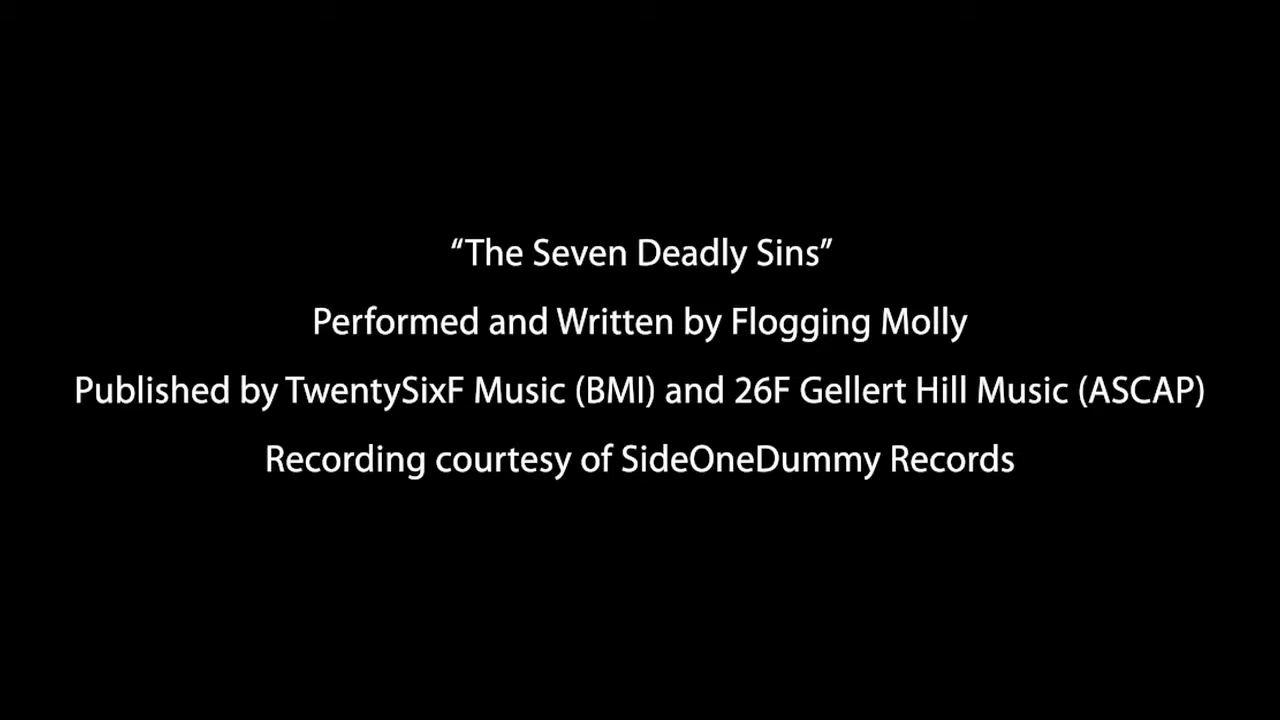 “The Seven Deadly Sins”
Performed and Written by Flogging Molly
Published by TwentySixF Music (BMI) and 26F Gellert Hill Music (ASCAP)
Recording courtesy of SideOneDummy Records